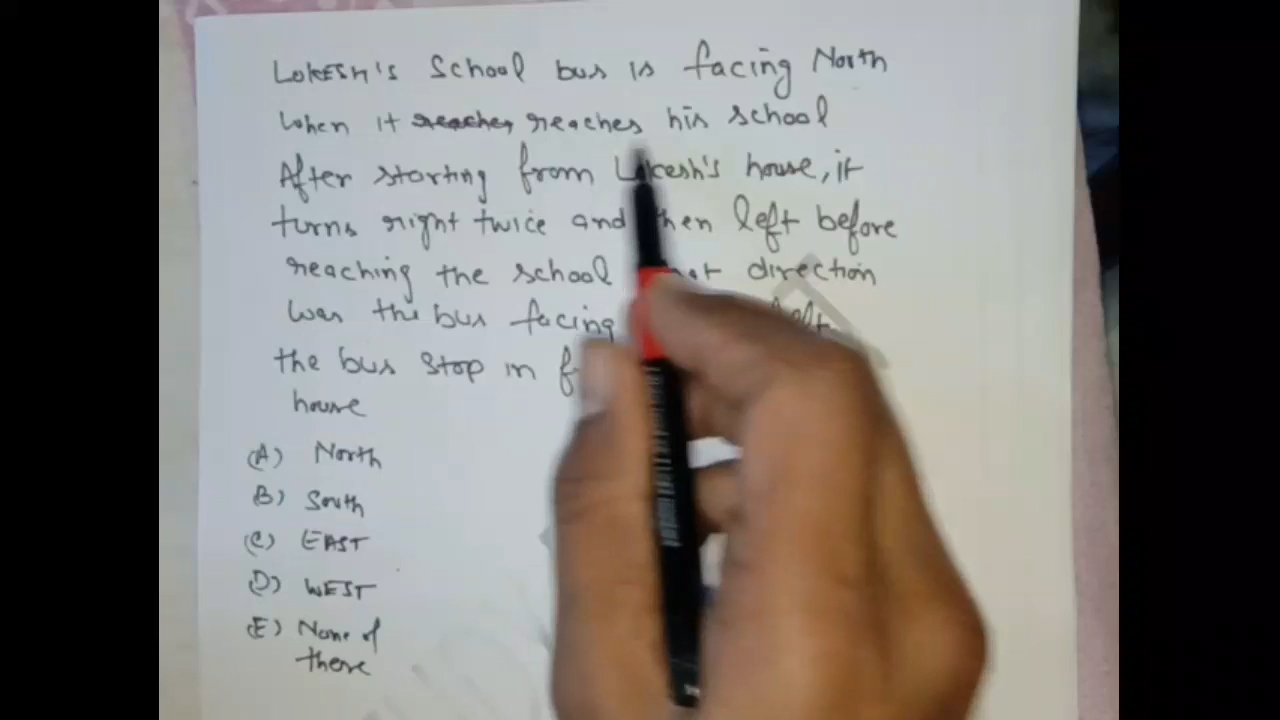 Lokesh's School bus is facing North
When it reaches reaches his school
After starting from Lokesh's house, it
turns right twice and then left before
reaching the school direction
was the bus facing left
the bus stop in
house
(A) North
(B) South
(C) EAST
(D) WEST
(E) None of
these